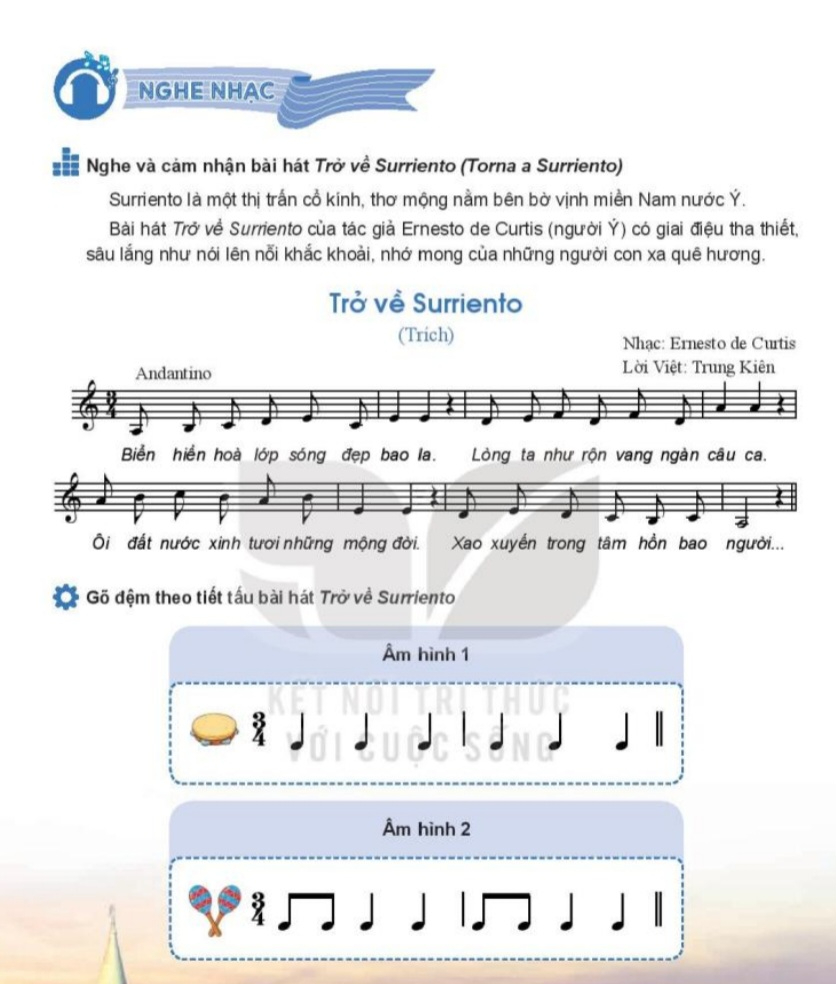 NGHE NHẠC
Nghe và cảm nhận bài hát Trở về Surriento (Torna a Surriento)
Surriento là một thị trấn cổ kính, thơ mộng nằm bên bờ vịnh miền Nam nước Ý.
Bài hát Trở về Surriento của tác giả Ernesto de Curtis (người Ý) có giai điệu tha thiết,
sâu lắng như nói lên nỗi khắc khoải, nhớ mong của những người con xa quê hương.
Trở về Surriento
(Trích)
Nhạc: Ernesto de Curtis
Lời Việt: Trung Kiên
Andantino
3
4
Biển hiền hoà lớp sóng đẹp bao la. Lòng ta như rộn vang ngàn câu ca.
Ôi đất nước xinh tươi những mộng đời. Xao xuyến trong tâm hồn bao người...
Gõ đệm theo tiết tấu bài hát Trở về Surriento
Âm hình 1
3
4
KẾT NỐI TRI THỨC
VỚI CUỘC SỐNG
Âm hình 2
3
4